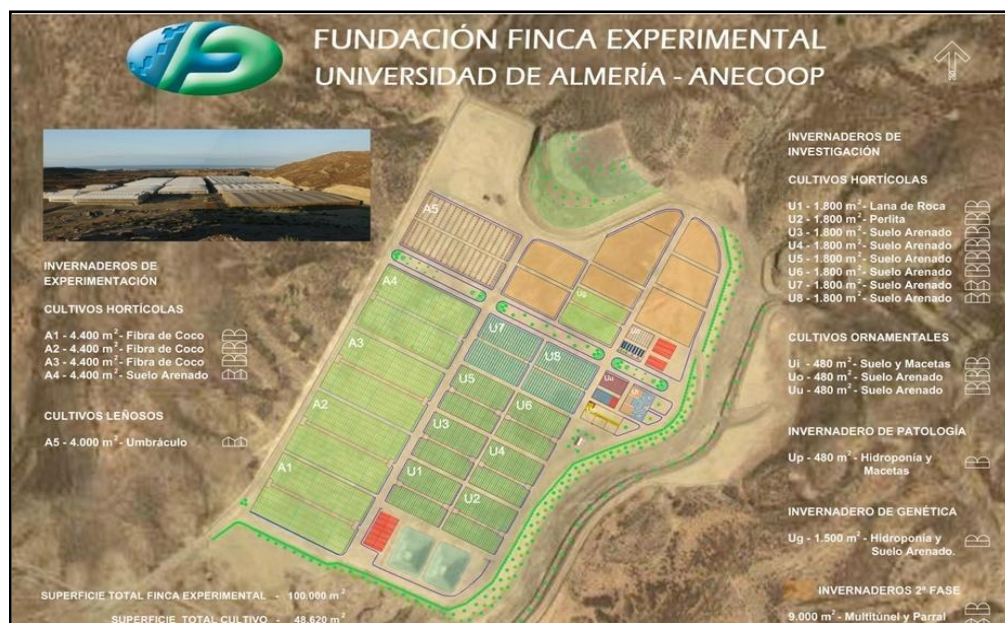 FUNDACIÓN FINCA EXPERIMENTAL
UNIVERSIDAD DE ALMERÍA - ANECOOP
INVERNADEROS DE
EXPERIMENTACIÓN
CULTIVOS HORTÍCOLAS
A1 - 4.400 m² - Fibra de Coco
A2 - 4.400 m² - Fibra de Coco
A3 - 4.400 m² - Fibra de Coco
A4 - 4.400 m² - Suelo Arenado
CULTIVOS LEÑOSOS
A5 - 4.000 m² - Umbráculo
SUPERFICIE TOTAL FINCA EXPERIMENTAL - 100.000 m²
SUPERFICIE TOTAL CULTIVO - 48.620 m²
A5
A4
A3
A2
A1
U7
U8
U5
U6
U3
U4
U1
U2
Ug
INVERNADEROS DE
INVESTIGACIÓN
CULTIVOS HORTÍCOLAS
U1 - 1.800 m² - Lana de Roca
U2 - 1.800 m² - Perlita
U3 - 1.800 m² - Suelo Arenado
U4 - 1.800 m² - Suelo Arenado
U5 - 1.800 m² - Suelo Arenado
U6 - 1.800 m² - Suelo Arenado
U7 - 1.800 m² - Suelo Arenado
U8 - 1.800 m² - Suelo Arenado
CULTIVOS ORNAMENTALES
Ui - 480 m² - Suelo y Macetas
Uo - 480 m² - Suelo Arenado
Uu - 480 m² - Suelo Arenado
INVERNADERO DE PATOLOGÍA
Up - 480 m² - Hidroponía y
Macetas
INVERNADERO DE GENÉTICA
Ug - 1.500 m² - Hidroponía y
Suelo Arenado.
INVERNADEROS 2ª FASE
9.000 m² - Multitúnel y Parral